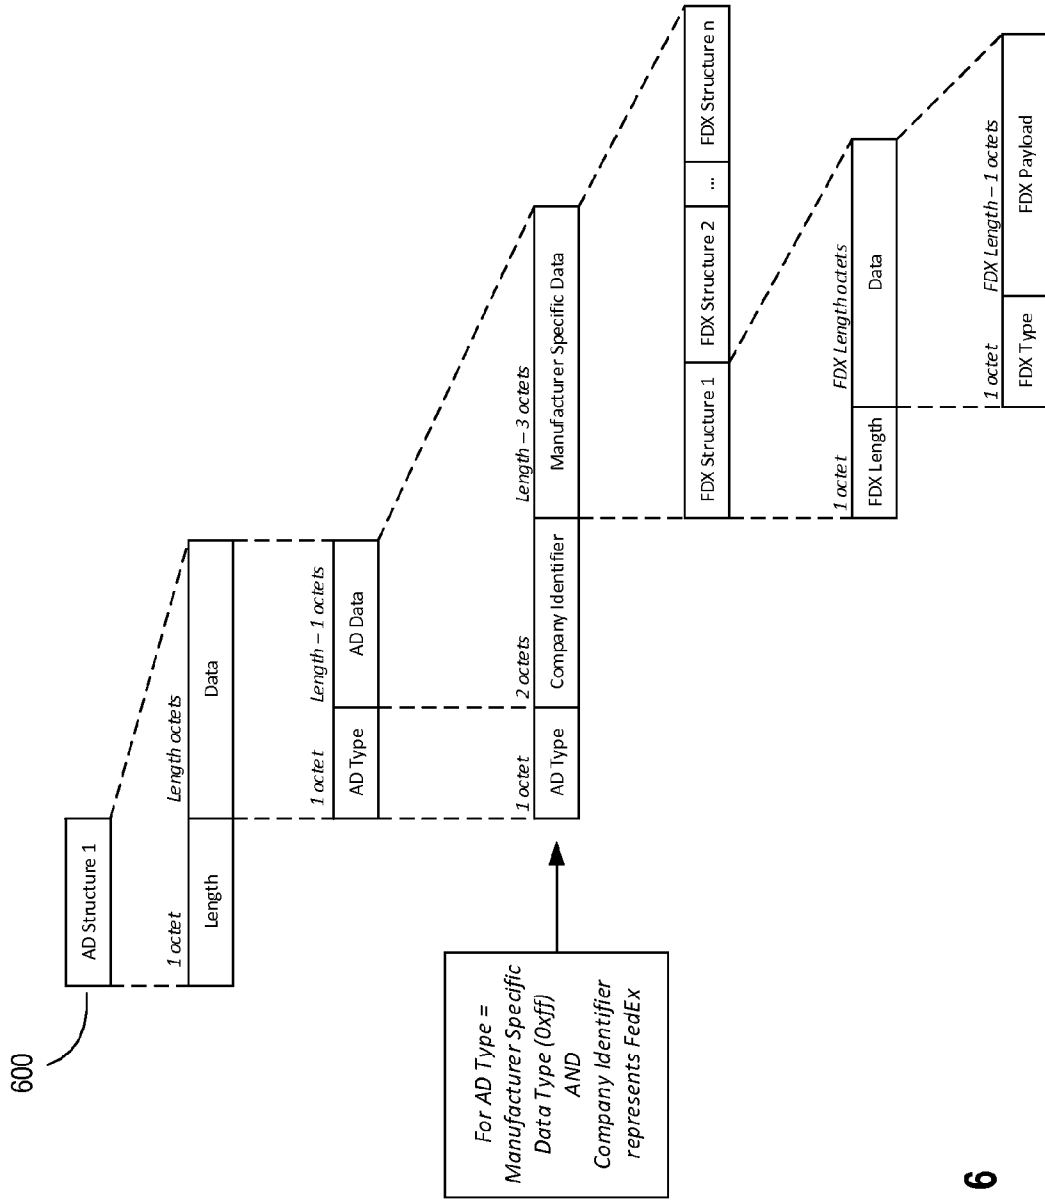 600
AD Structure 1
1 octet
Length octets
Length
Data
1 octet
Length – 1 octets
AD Type
AD Data
1 octet
2 octets
Length – 3 octets
AD Type
Company Identifier
Manufacturer Specific Data
For AD Type =
Manufacturer Specific
Data Type (0xff)
AND
Company Identifier
represents FedEx
FDX Structure 1
FDX Structure 2
...
FDX Structure n
1 octet
FDX Length octets
FDX Length
Data
1 octet
FDX Length – 1 octets
FDX Type
FDX Payload
6